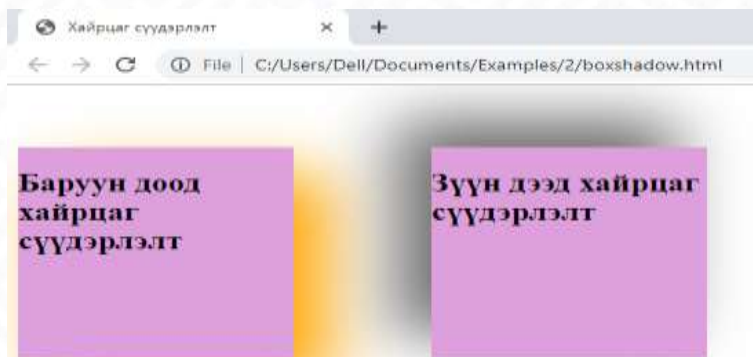 Хайрцаг сүүдэрлэлт
File | C:/Users/Dell/Documents/Examples/2/boxshadow.html
Баруун доод
хайрцаг
сүүдэрлэлт
Зүүн дээд хайрцаг
сүүдэрлэлт